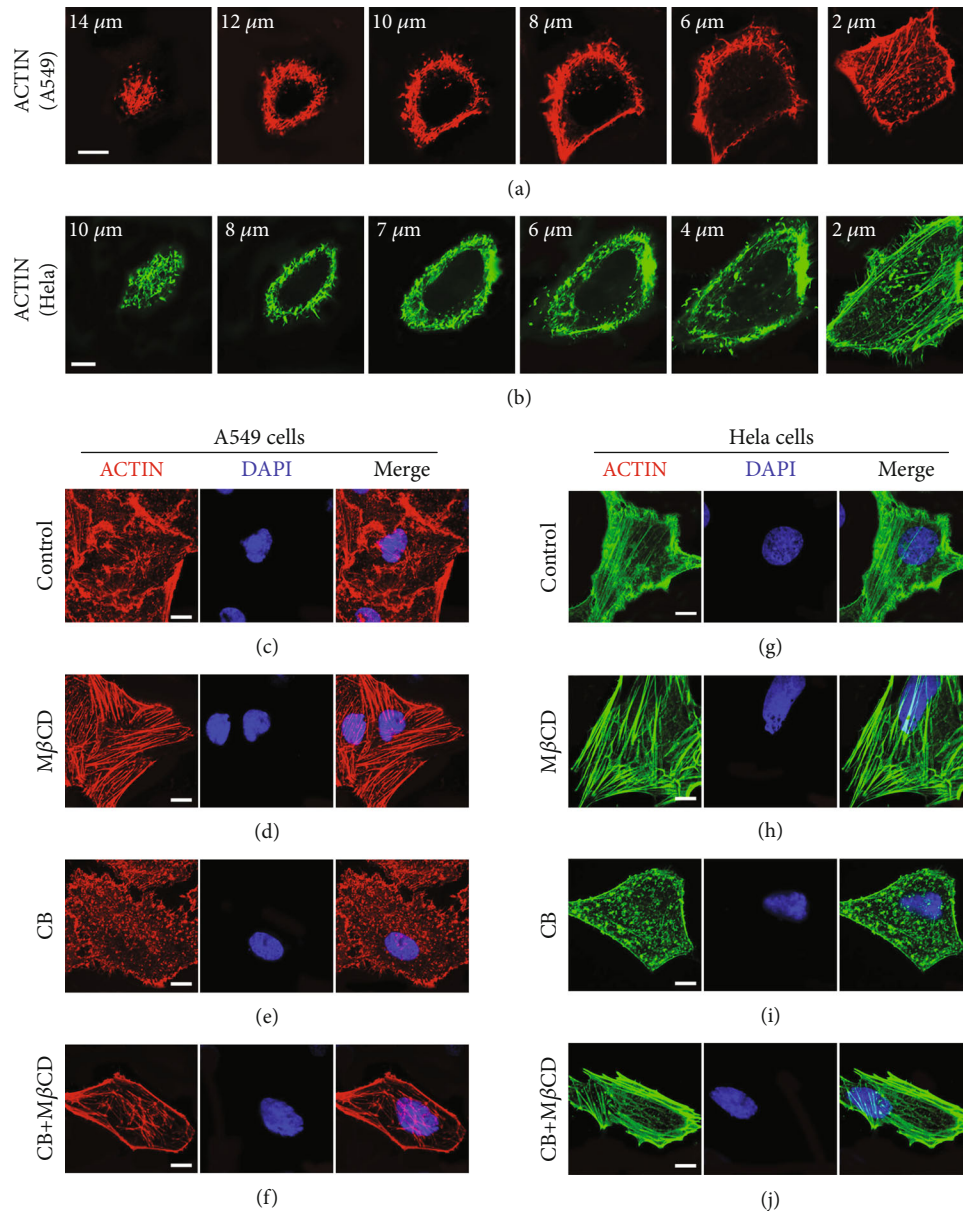 ACTIN
(A549)
14 μm
12 μm
10 μm
8 μm
6 μm
2 μm
(a)
ACTIN
(Hela)
10 μm
8 μm
7 μm
6 μm
4 μm
2 μm
(b)
A549 cells
ACTIN DAPI Merge
Control
(c)
MβCD
(d)
CB
(e)
CB+MβCD
(f)
Hela cells
ACTIN DAPI Merge
Control
(g)
MβCD
(h)
CB
(i)
CB+MβCD
(j)